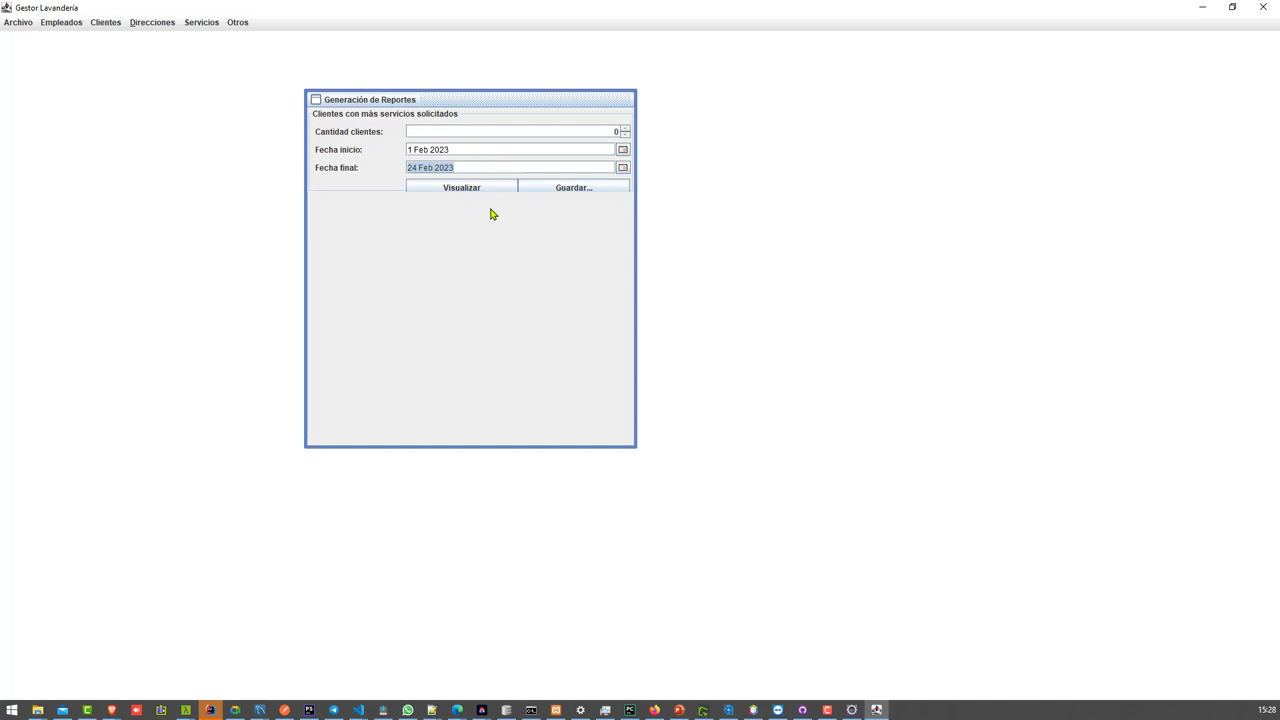 Gestor Lavandería
Archivo Empleados Clientes Direcciones Servicios Otros
Generación de Reportes
Clientes con más servicios solicitados
Cantidad clientes: 0
Fecha inicio: 1 Feb 2023
Fecha final: 24 Feb 2023
Visualizar Guardar...
15:28